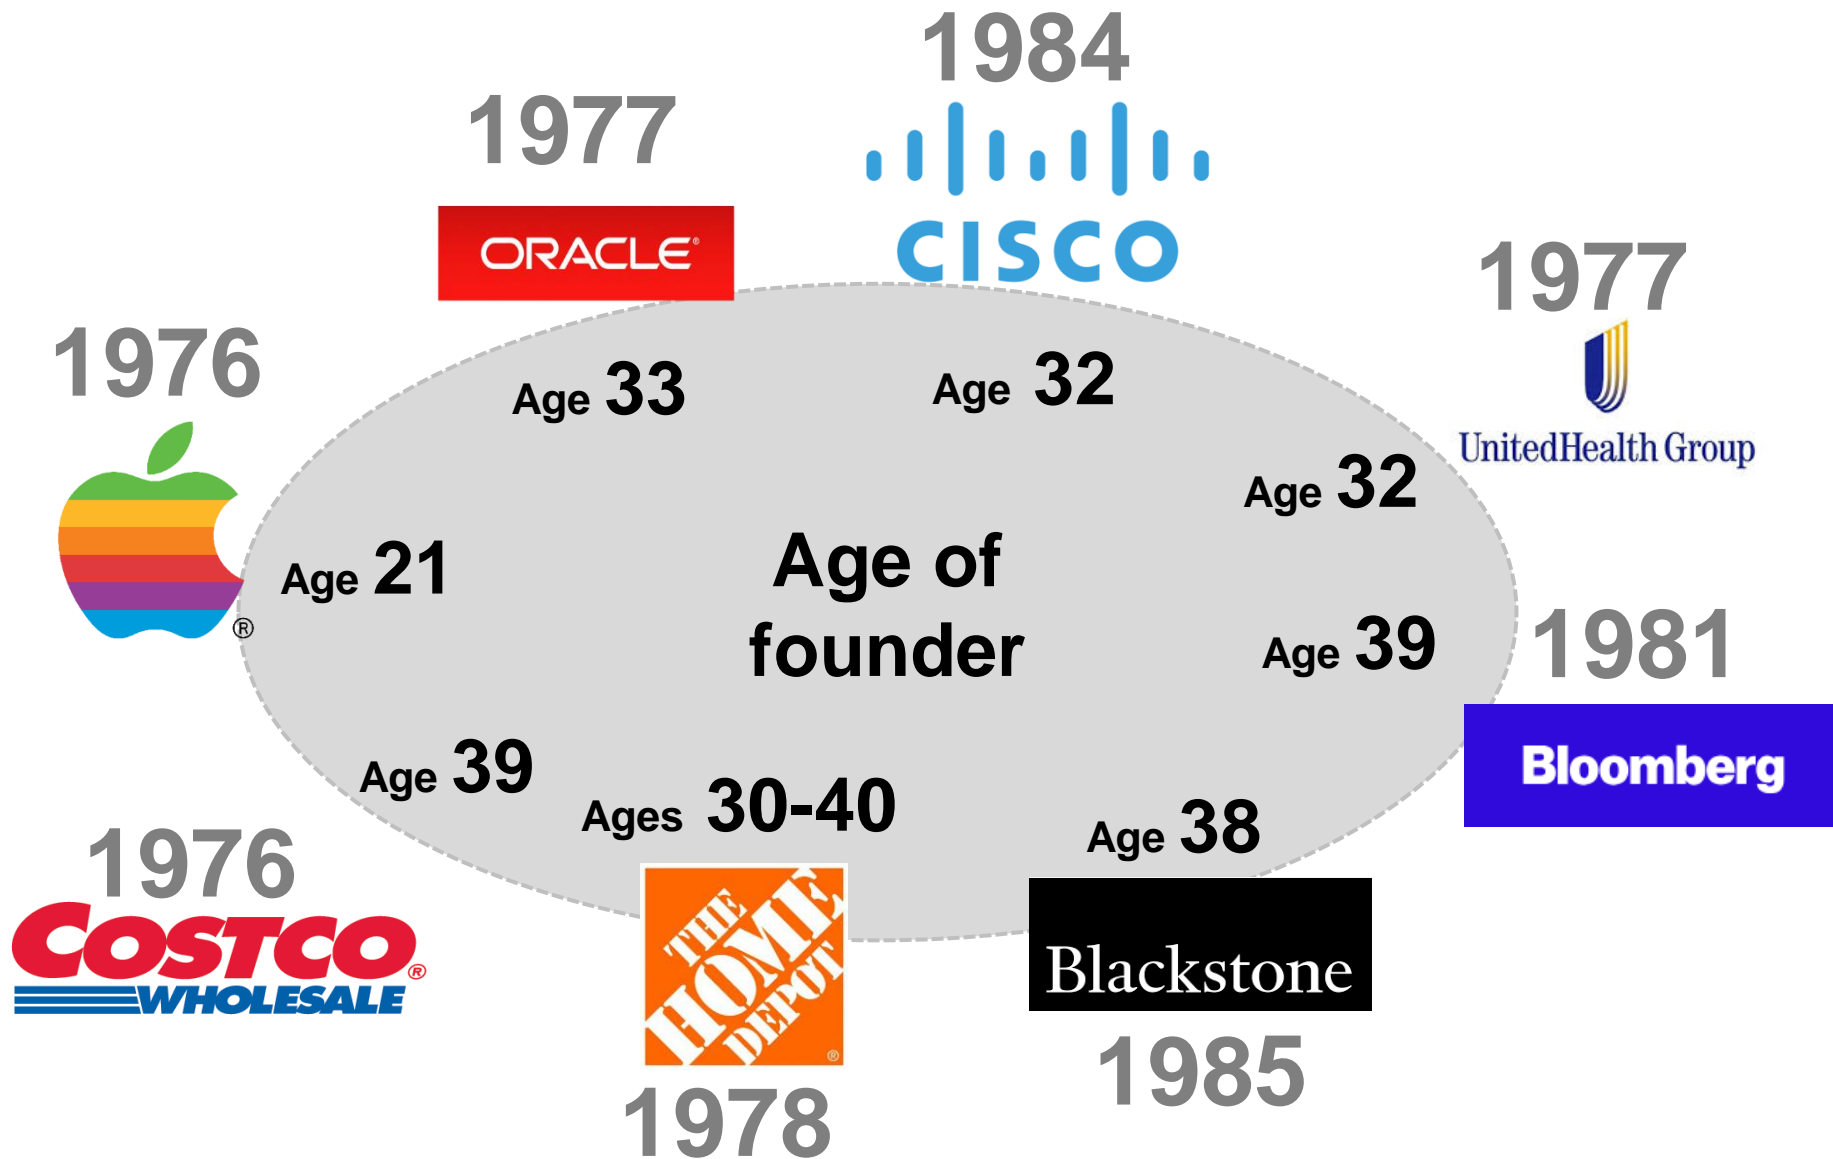 1984
CISCO
1977
ORACLE®
1977
UnitedHealth Group
1976
®
Age 33
Age 32
Age 32
Age 21
Age of
founder
Age 39
1981
Bloomberg
Age 39
Ages 30-40
Age 38
1976
COSTCO®
WHOLESALE
THE
HOME
DEPOT
®
1978
Blackstone
1985